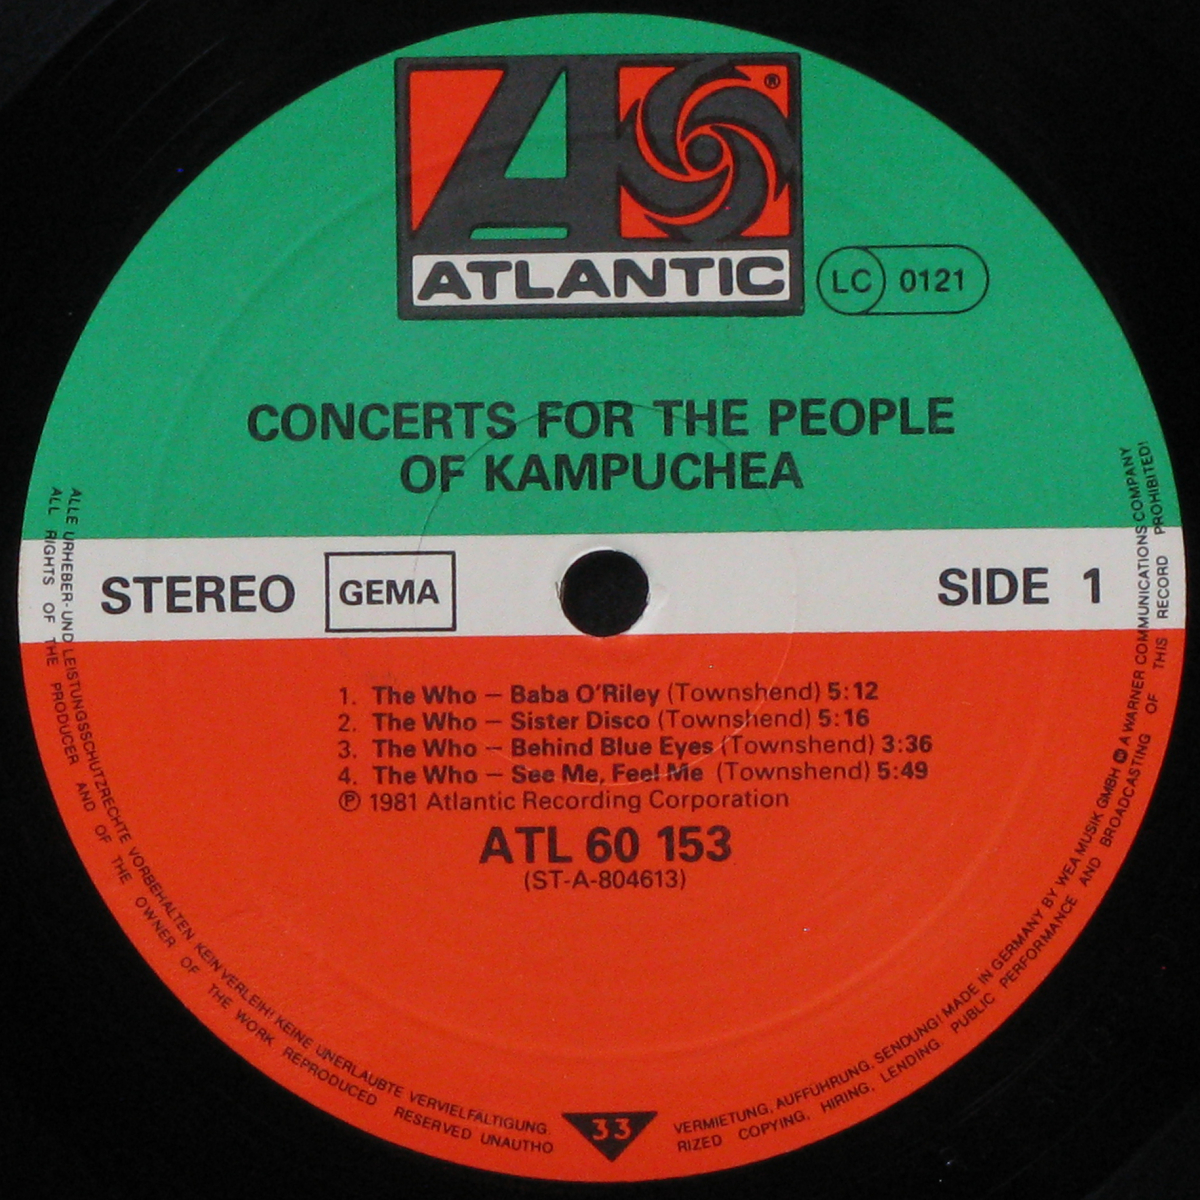 ®
ATLANTIC
LC 0121
CONCERTS FOR THE PEOPLE
OF KAMPUCHEA
STEREO GEMA SIDE 1
1. The Who – Baba O'Riley (Townshend) 5:12
2. The Who – Sister Disco (Townshend) 5:16
3. The Who – Behind Blue Eyes (Townshend) 3:36
4. The Who – See Me, Feel Me (Townshend) 5:49
℗ 1981 Atlantic Recording Corporation
ATL 60 153
(ST-A-804613)
33
ALLE URHEBER- UND LEISTUNGSSCHUTZRECHTE VORBEHALTEN KEIN VERLEIH! KEINE UNERLAUBTE VERVIELFÄLTIGUNG, VERMIETUNG, AUFFÜHRUNG, SENDUNG! MADE IN GERMANY BY WEA MUSIK GMBH A WARNER COMMUNICATIONS COMPANY
ALL RIGHTS OF THE PRODUCER AND OF THE OWNER OF THE WORK REPRODUCED RESERVED UNAUTHORIZED COPYING, HIRING, LENDING, PUBLIC PERFORMANCE AND BROADCASTING OF THIS RECORD PROHIBITED!